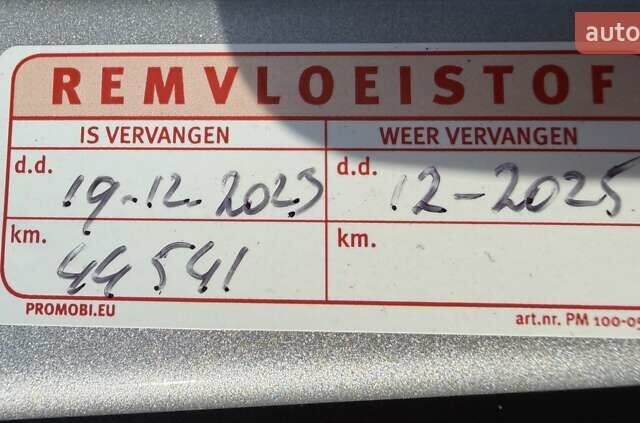 auto
REMVLOEISTOF
IS VERVANGEN
WEER VERVANGEN
d.d. 19.12.2023
d.d. 12-2025
km. 44541
km.
PROMOBI.EU
art.nr. PM 100-05